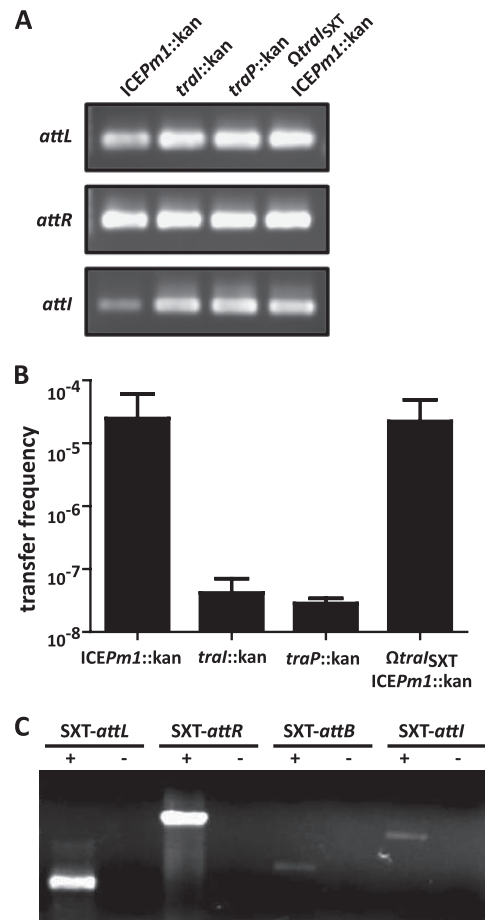 A
ICEPm1::kan
traI::kan
traP::kan
ΩtraISXT
ICEPm1::kan
attL
attR
attI
B
transfer frequency
10-4
10-5
10-6
10-7
10-8
ICEPm1::kan
traI::kan
traP::kan
ΩtraISXT
ICEPm1::kan
C
SXT-attL SXT-attR SXT-attB SXT-attI
+ - + - + - + -